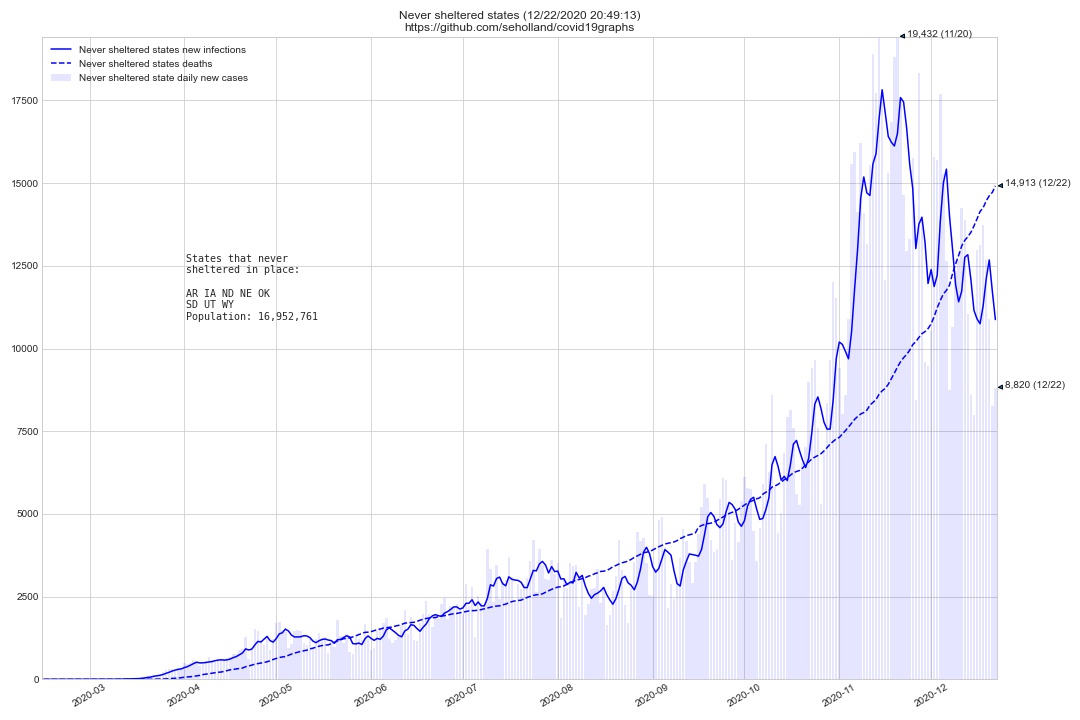 Never sheltered states (12/22/2020 20:49:13)
https://github.com/seholland/covid19graphs
19,432 (11/20)
Never sheltered states new infections
Never sheltered states deaths
Never sheltered state daily new cases
17500
15000
14,913 (12/22)
States that never
sheltered in place:
12500
AR IA ND NE OK
SD UT WY
Population: 16,952,761
10000
8,820 (12/22)
7500
5000
2500
0
2020-03
2020-04
2020-05
2020-06
2020-07
2020-08
2020-09
2020-10
2020-11
2020-12